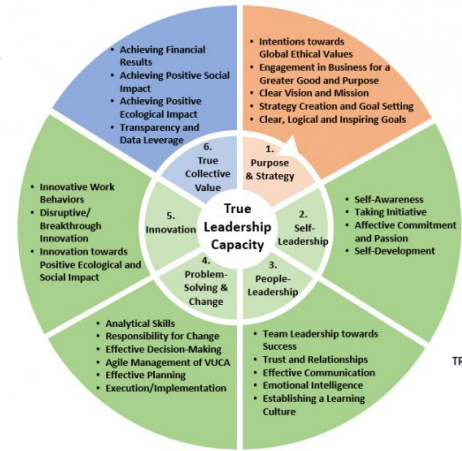 • Intentions towards
Global Ethical Values
• Engagement in Business for a
Greater Good and Purpose
• Clear Vision and Mission
• Strategy Creation and Goal Setting
• Clear, Logical and Inspiring Goals
1.
Purpose
& Strategy
• Self-Awareness
• Taking Initiative
• Affective Commitment
and Passion
• Self-Development
2.
Self-
Leadership
• Team Leadership towards
Success
• Trust and Relationships
• Effective Communication
• Emotional Intelligence
• Establishing a Learning
Culture
3.
People-
Leadership
• Analytical Skills
• Responsibility for Change
• Effective Decision-Making
• Agile Management of VUCA
• Effective Planning
• Execution/Implementation
4.
Problem-
Solving &
Change
• Innovative Work
Behaviors
• Disruptive/
Breakthrough
Innovation
• Innovation towards
Positive Ecological and
Social Impact
5.
Innovation
• Achieving Financial
Results
• Achieving Positive Social
Impact
• Achieving Positive
Ecological Impact
• Transparency and
Data Leverage
6.
True
Collective
Value
True
Leadership
Capacity
TR